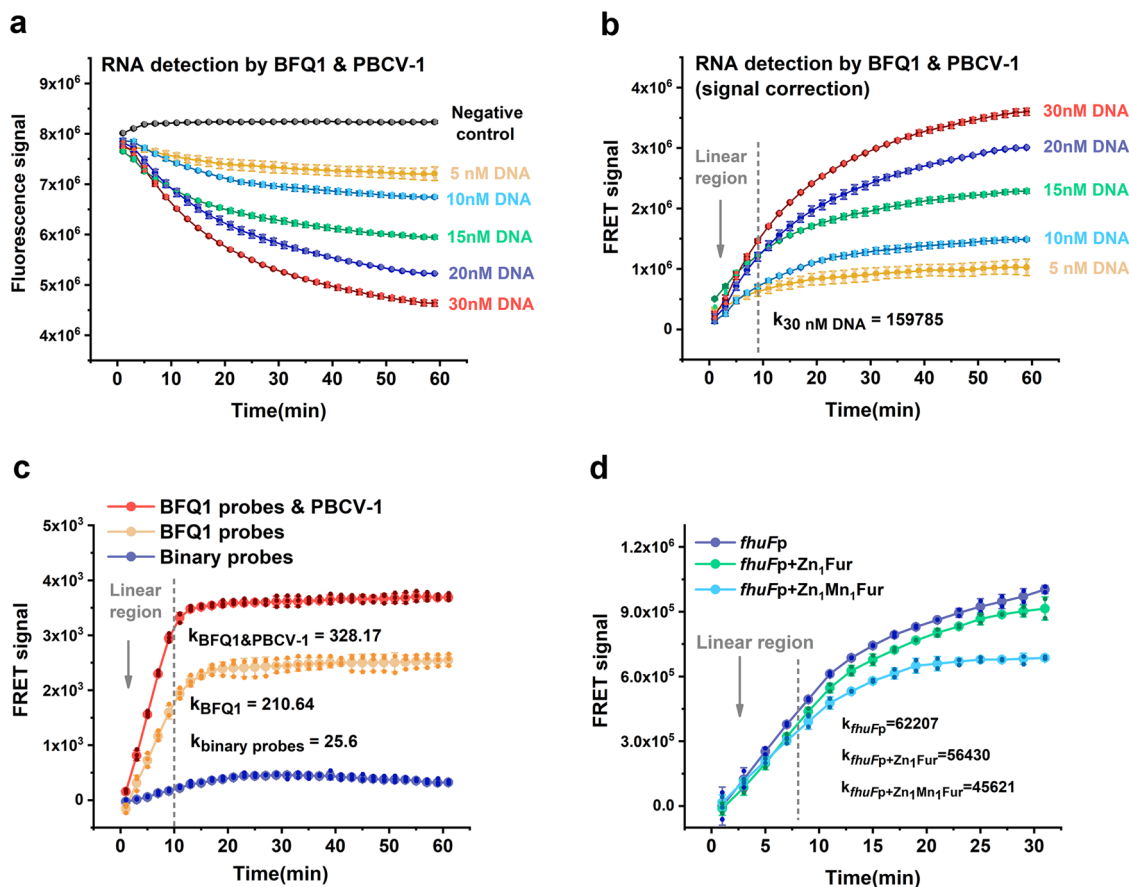 a
RNA detection by BFQ1 & PBCV-1
9x10⁶
8x10⁶
7x10⁶
6x10⁶
5x10⁶
4x10⁶
Fluorescence signal
Negative
control
5 nM DNA
10nM DNA
15nM DNA
20nM DNA
30nM DNA
0 10 20 30 40 50 60
Time(min)
b
RNA detection by BFQ1 & PBCV-1
(signal correction)
4x10⁶
3x10⁶
2x10⁶
1x10⁶
0
FRET signal
Linear
region
30nM DNA
20nM DNA
15nM DNA
10nM DNA
5 nM DNA
k30 nM DNA = 159785
0 10 20 30 40 50 60
Time(min)
c
BFQ1 probes & PBCV-1
BFQ1 probes
Binary probes
5x10³
4x10³
3x10³
2x10³
1x10³
0
FRET signal
Linear
region
kBFQ1&PBCV-1 = 328.17
kBFQ1 = 210.64
kbinary probes = 25.6
0 10 20 30 40 50 60
Time (min)
d
fhuFp
fhuFp+Zn₁Fur
fhuFp+Zn₁Mn₁Fur
1.2x10⁶
9.0x10⁵
6.0x10⁵
3.0x10⁵
0.0
FRET signal
Linear region
kfhuFp=62207
kfhuFp+Zn₁Fur=56430
kfhuFp+Zn₁Mn₁Fur=45621
0 5 10 15 20 25 30
Time (min)